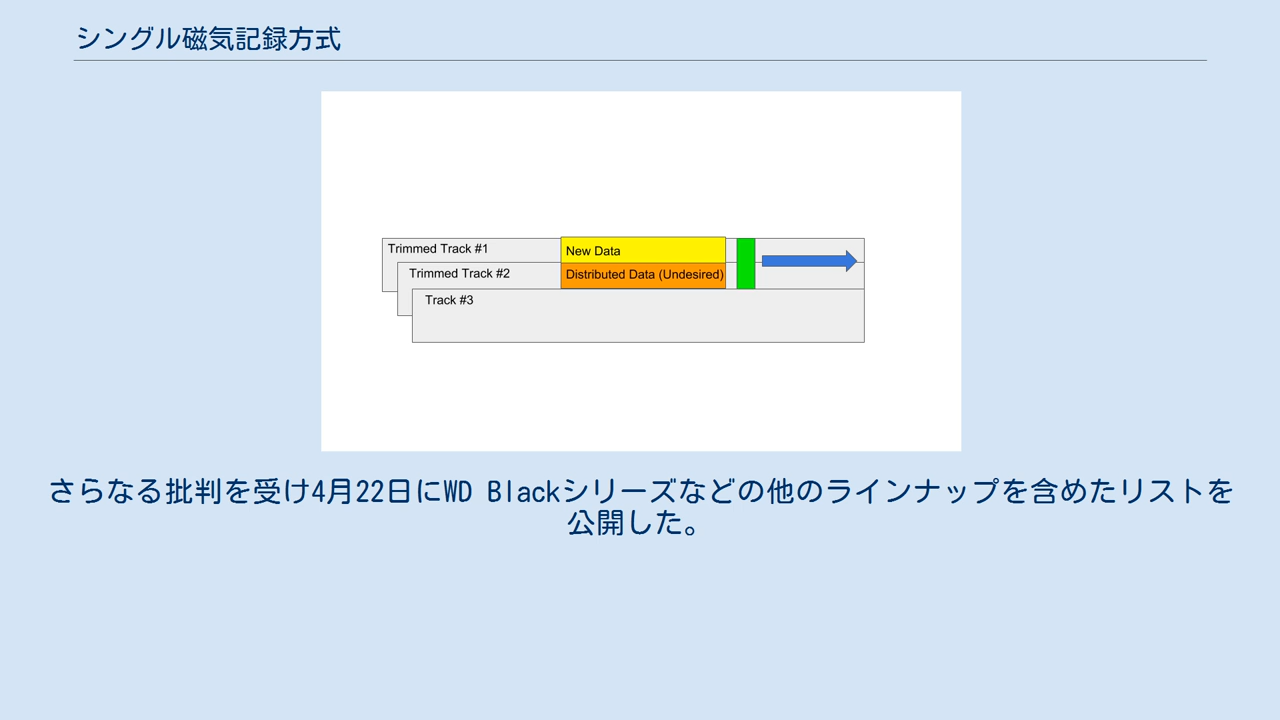 シングル磁気記録方式
Trimmed Track #1
New Data
Trimmed Track #2
Distributed Data (Undesired)
Track #3
さらなる批判を受け4月22日にWD Blackシリーズなどの他のラインナップを含めたリストを
公開した。